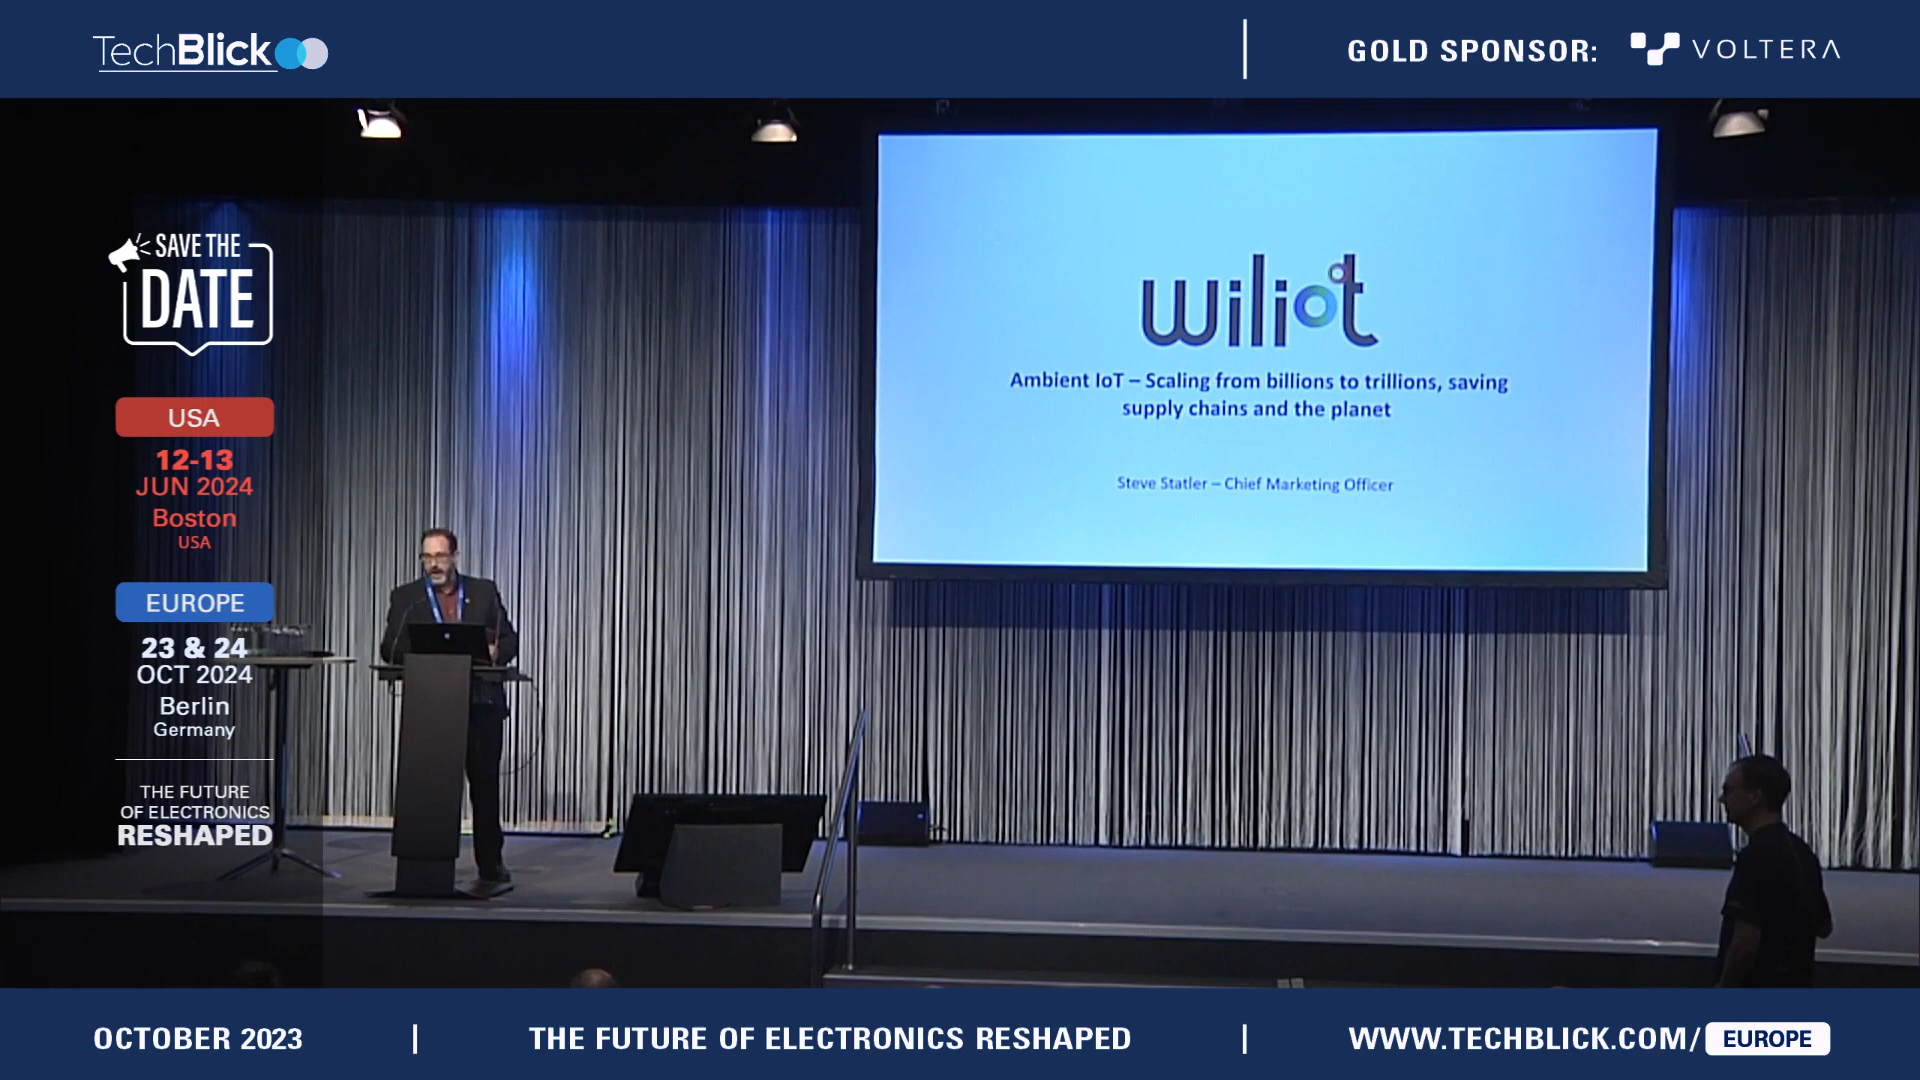 TechBlick
GOLD SPONSOR:
VOLTERA
wiliot
Ambient IoT – Scaling from billions to trillions, saving
supply chains and the planet
Steve Statler – Chief Marketing Officer
SAVE THE
DATE
USA
12-13
JUN 2024
Boston
USA
EUROPE
23 & 24
OCT 2024
Berlin
Germany
THE FUTURE
OF ELECTRONICS
RESHAPED
OCTOBER 2023
THE FUTURE OF ELECTRONICS RESHAPED
WWW.TECHBLICK.COM/EUROPE